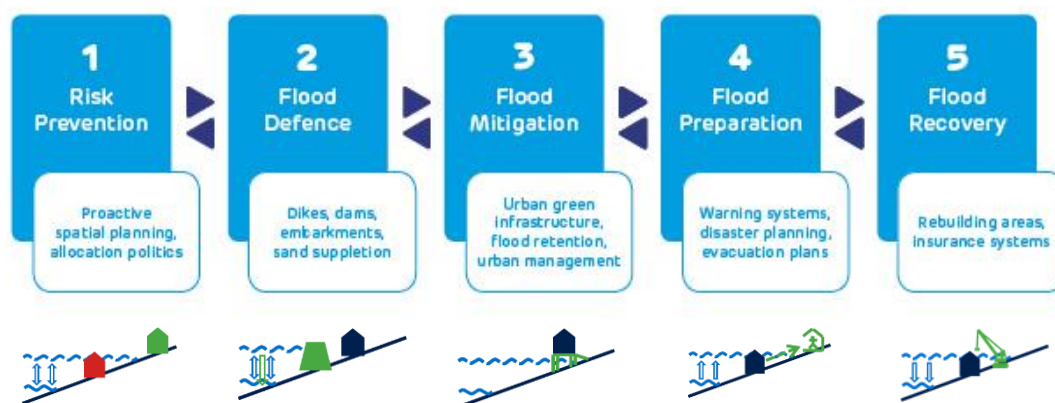 1
Risk
Prevention
Proactive
spatial planning,
allocation politics
2
Flood
Defence
Dikes, dams,
embarkments,
sand suppletion
3
Flood
Mitigation
Urban green
infrastructure,
flood retention,
urban management
4
Flood
Preparation
Warning systems,
disaster planning,
evacuation plans
5
Flood
Recovery
Rebuilding areas,
insurance systems